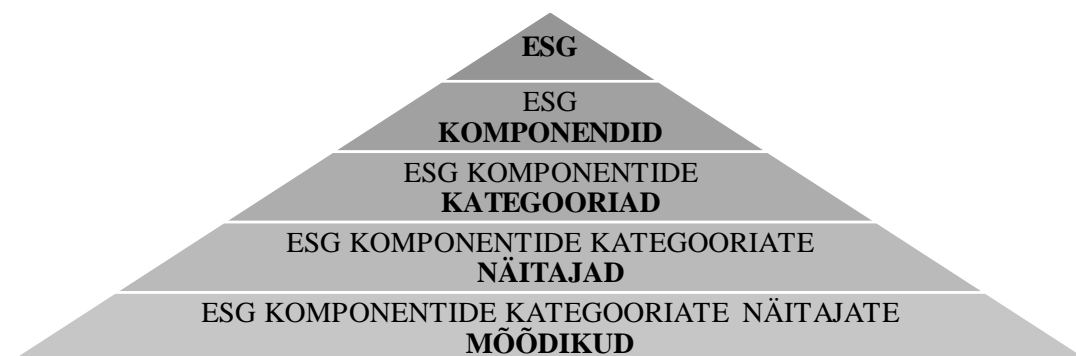 ESG
ESG
KOMPONENDID
ESG KOMPONENTIDE
KATEGOORIAD
ESG KOMPONENTIDE KATEGOORIATE
NÄITAJAD
ESG KOMPONENTIDE KATEGOORIATE NÄITAJATE
MÕÕDIKUD